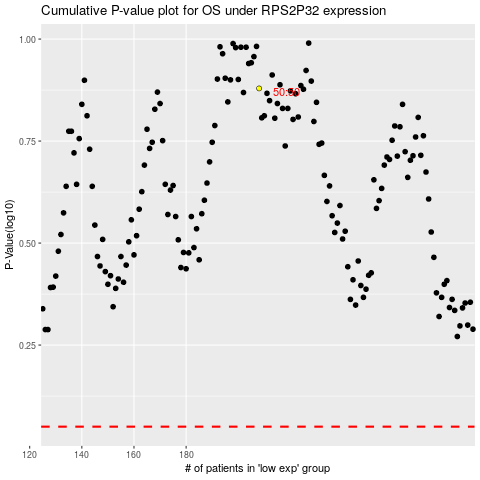 Cumulative P-value plot for OS under RPS2P32 expression
1.00
50:50
0.75
P-Value(log10)
0.50
0.25
120 140 160 180
# of patients in 'low exp' group